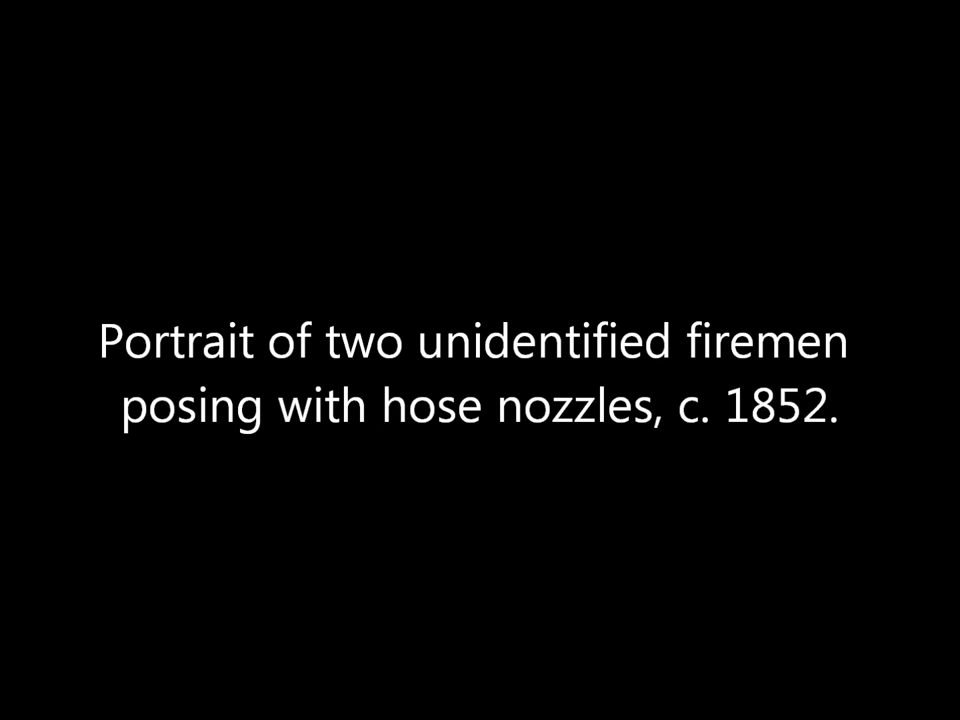 Portrait of two unidentified firemen
posing with hose nozzles, c. 1852.